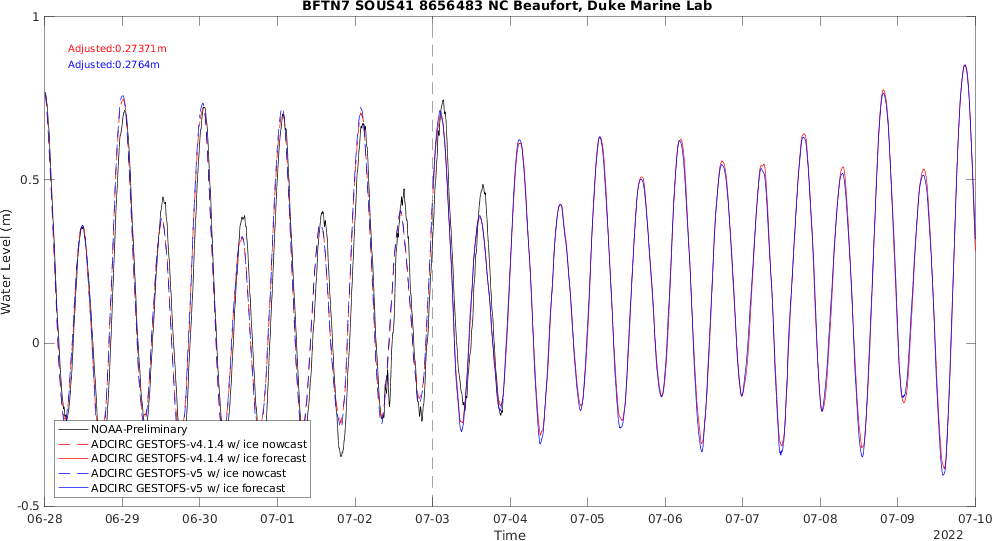 BFTN7 SOUS41 8656483 NC Beaufort, Duke Marine Lab
1
Adjusted:0.27371m
Adjusted:0.2764m
0.5
Water Level (m)
0
NOAA-Preliminary
ADCIRC GESTOFS-v4.1.4 w/ ice nowcast
ADCIRC GESTOFS-v4.1.4 w/ ice forecast
ADCIRC GESTOFS-v5 w/ ice nowcast
ADCIRC GESTOFS-v5 w/ ice forecast
-0.5
06-28 06-29 06-30 07-01 07-02 07-03 07-04 07-05 07-06 07-07 07-08 07-09 07-10
Time
2022